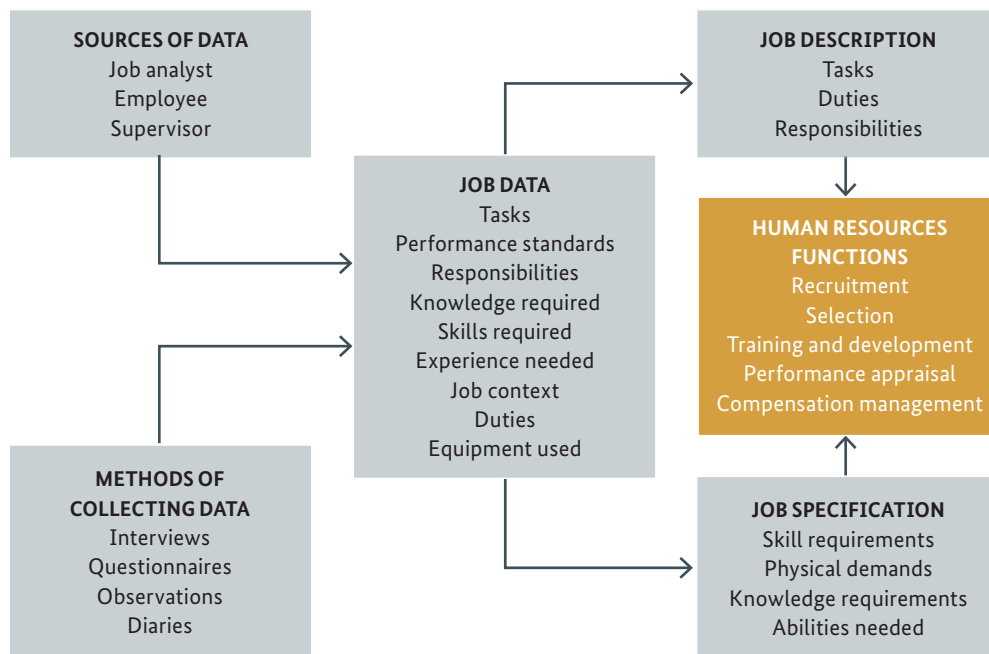 SOURCES OF DATA
Job analyst
Employee
Supervisor
METHODS OF
COLLECTING DATA
Interviews
Questionnaires
Observations
Diaries
JOB DATA
Tasks
Performance standards
Responsibilities
Knowledge required
Skills required
Experience needed
Job context
Duties
Equipment used
JOB DESCRIPTION
Tasks
Duties
Responsibilities
HUMAN RESOURCES
FUNCTIONS
Recruitment
Selection
Training and development
Performance appraisal
Compensation management
JOB SPECIFICATION
Skill requirements
Physical demands
Knowledge requirements
Abilities needed